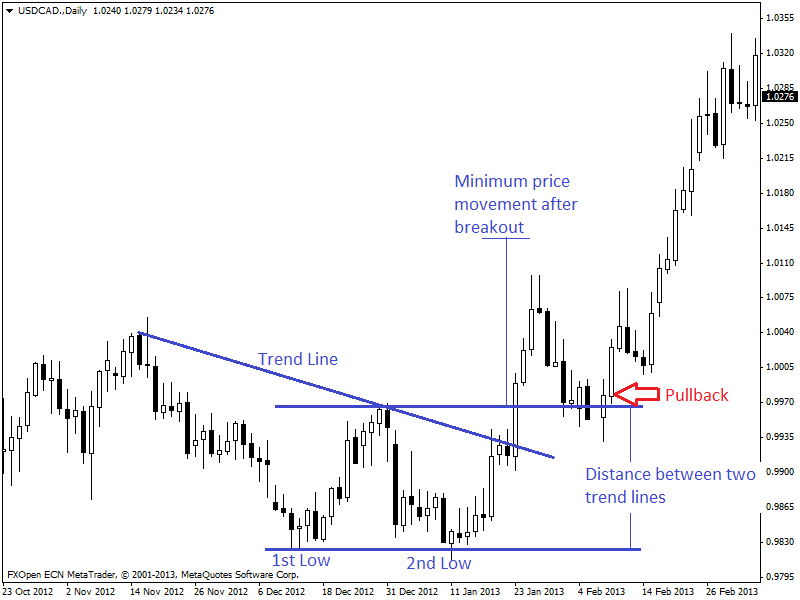 USDCAD.,Daily 1.0240 1.0279 1.0234 1.0276
1.0355
1.0320
1.0285
1.0276
1.0250
1.0215
1.0180
1.0145
1.0110
1.0075
1.0040
1.0005
0.9970
0.9935
0.9900
0.9865
0.9830
0.9795
Minimum price
movement after
breakout
Trend Line
Pullback
Distance between two
trend lines
1st Low
2nd Low
FXOpen ECN MetaTrader, © 2001-2013, MetaQuotes Software Corp.
23 Oct 2012 2 Nov 2012 14 Nov 2012 26 Nov 2012 6 Dec 2012 18 Dec 2012 31 Dec 2012 11 Jan 2013 23 Jan 2013 4 Feb 2013 14 Feb 2013 26 Feb 2013